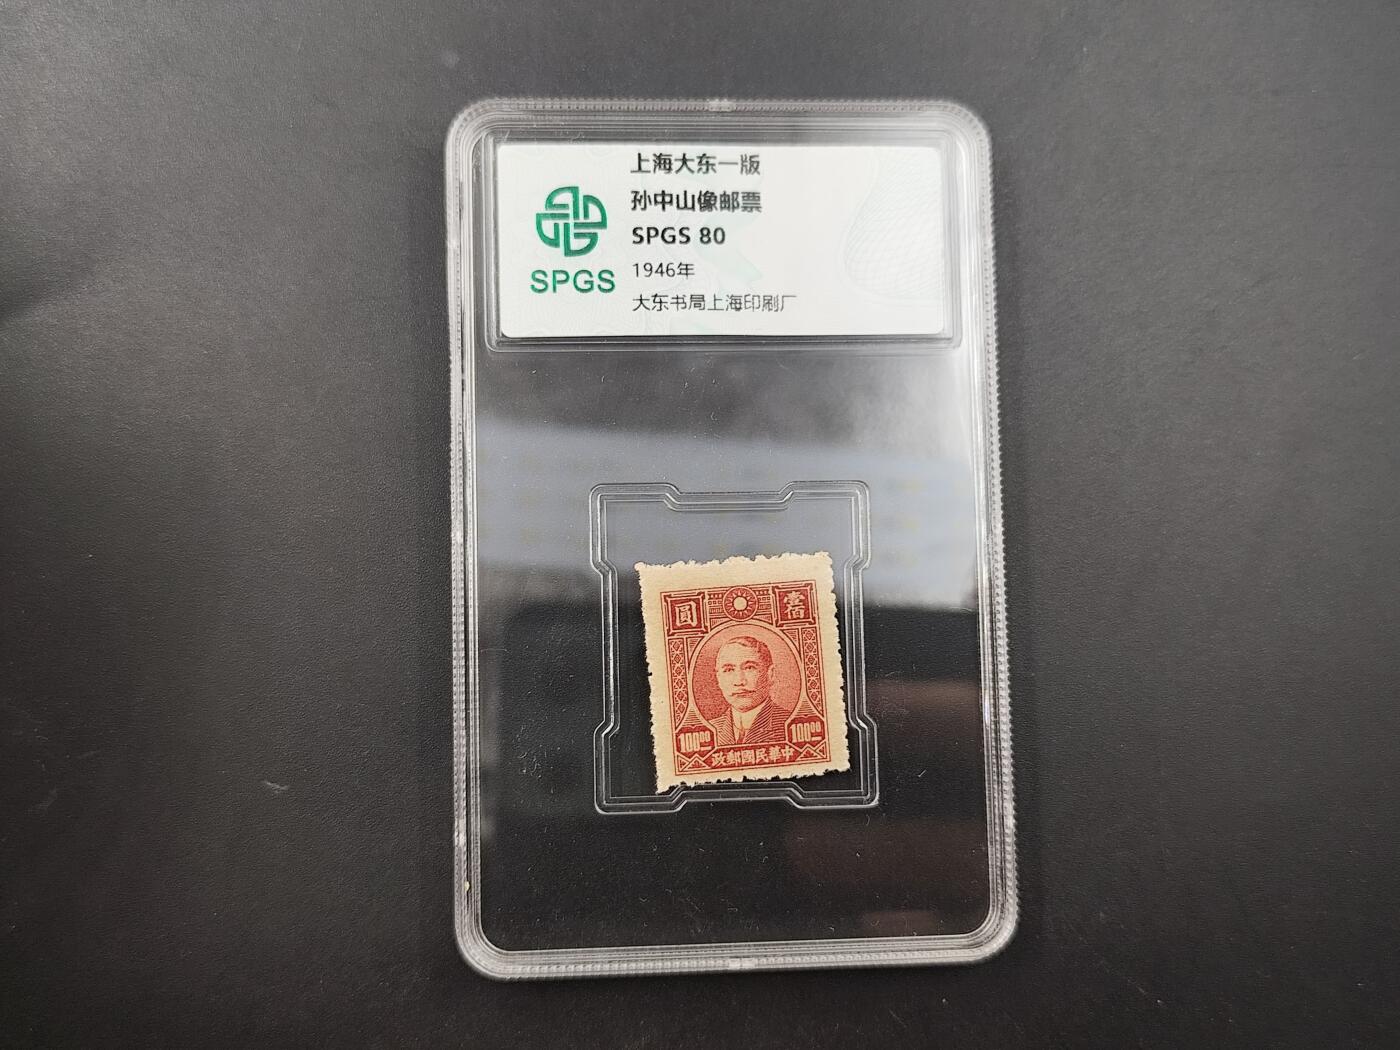 上海大东一版
孙中山像邮票
SPGS 80
1946年
大东书局上海印刷厂
SPGS
圓 壹佰
100.00 100.00
政郵國民華中